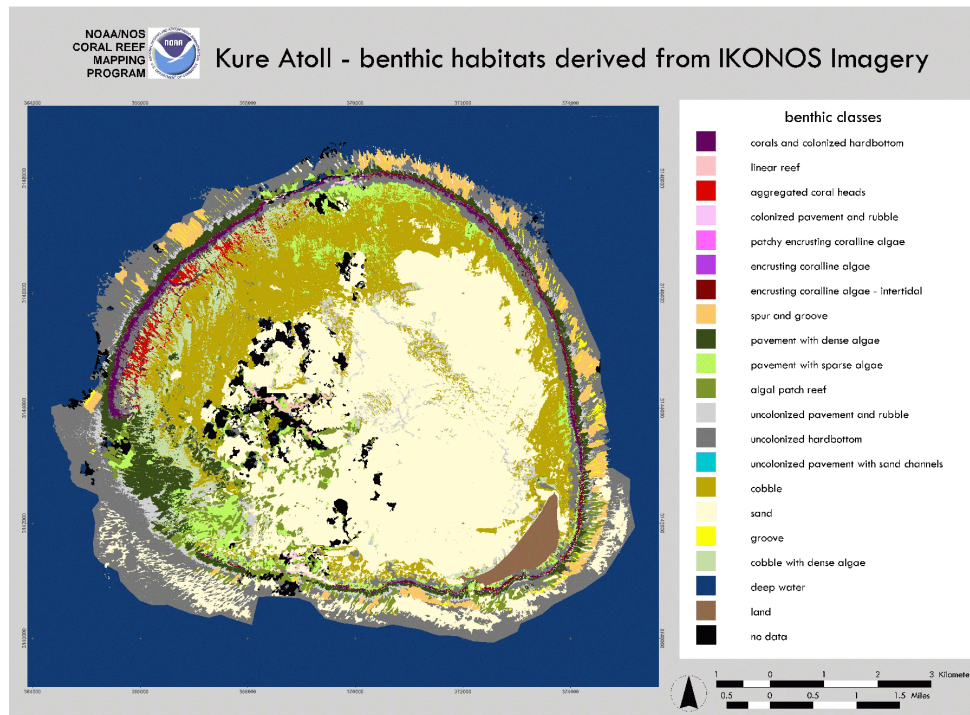 NOAA/NOS
CORAL REEF
MAPPING
PROGRAM
NOAA
Kure Atoll - benthic habitats derived from IKONOS Imagery
benthic classes
corals and colonized hardbottom
linear reef
aggregated coral heads
colonized pavement and rubble
patchy encrusting coralline algae
encrusting coralline algae
encrusting coralline algae - intertidal
spur and groove
pavement with dense algae
pavement with sparse algae
algal patch reef
uncolonized pavement and rubble
uncolonized hardbottom
uncolonized pavement with sand channels
cobble
sand
groove
cobble with dense algae
deep water
land
no data
1 0 1 2 3 Kilomete
0.5 0 0.5 1 1.5 Miles